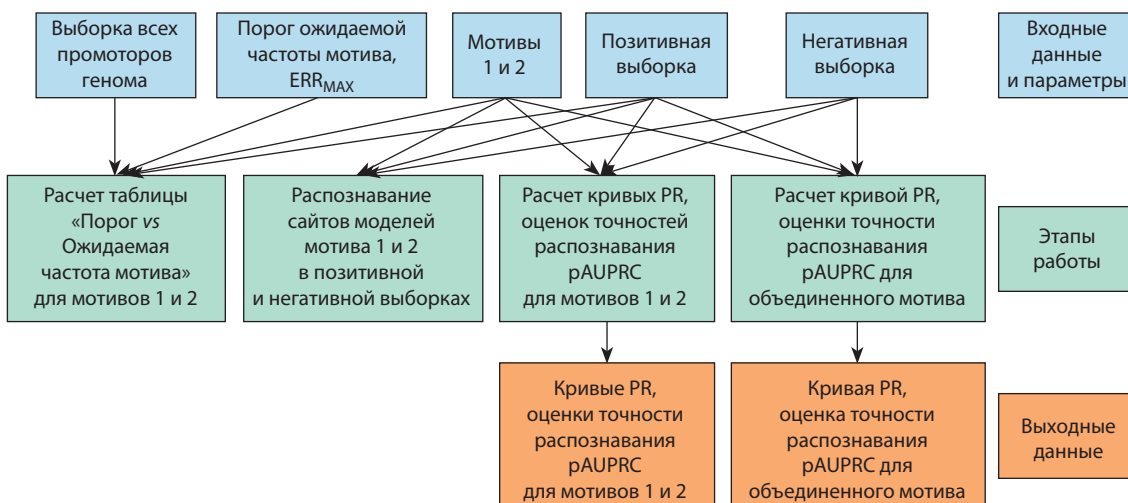 Выборка всех
промоторов
генома
Порог ожидаемой
частоты мотива,
ERRMAX
Мотивы
1 и 2
Позитивная
выборка
Негативная
выборка
Входные
данные
и параметры
Расчет таблицы
«Порог vs
Ожидаемая
частота мотива»
для мотивов 1 и 2
Распознавание
сайтов моделей
мотива 1 и 2
в позитивной
и негативной выборках
Расчет кривых PR,
оценок точностей
распознавания
pAUPRC
для мотивов 1 и 2
Расчет кривой PR,
оценки точности
распознавания
pAUPRC для
объединенного мотива
Этапы
работы
Кривые PR,
оценки точности
распознавания
pAUPRC
для мотивов 1 и 2
Кривая PR,
оценка точности
распознавания
pAUPRC для
объединенного мотива
Выходные
данные